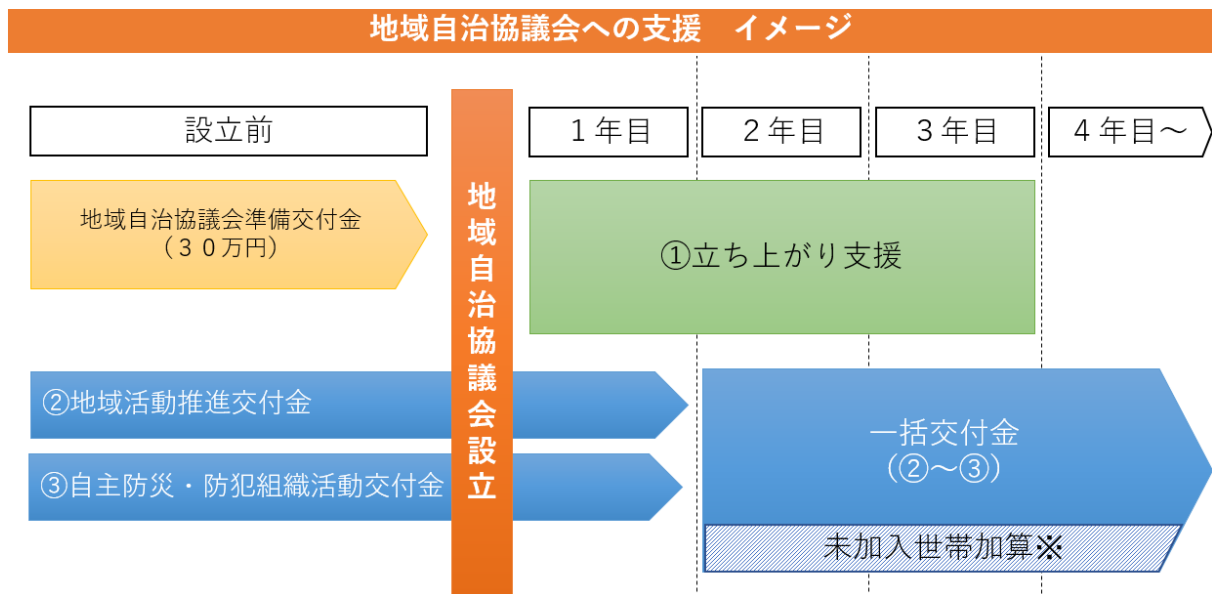 地域自治協議会への支援　イメージ
設立前
１年目
２年目
３年目
４年目～
地域自治協議会準備交付金
（３０万円）
地域自治協議会設立
①立ち上がり支援
②地域活動推進交付金
③自主防災・防犯組織活動交付金
一括交付金
（②～③）
未加入世帯加算※